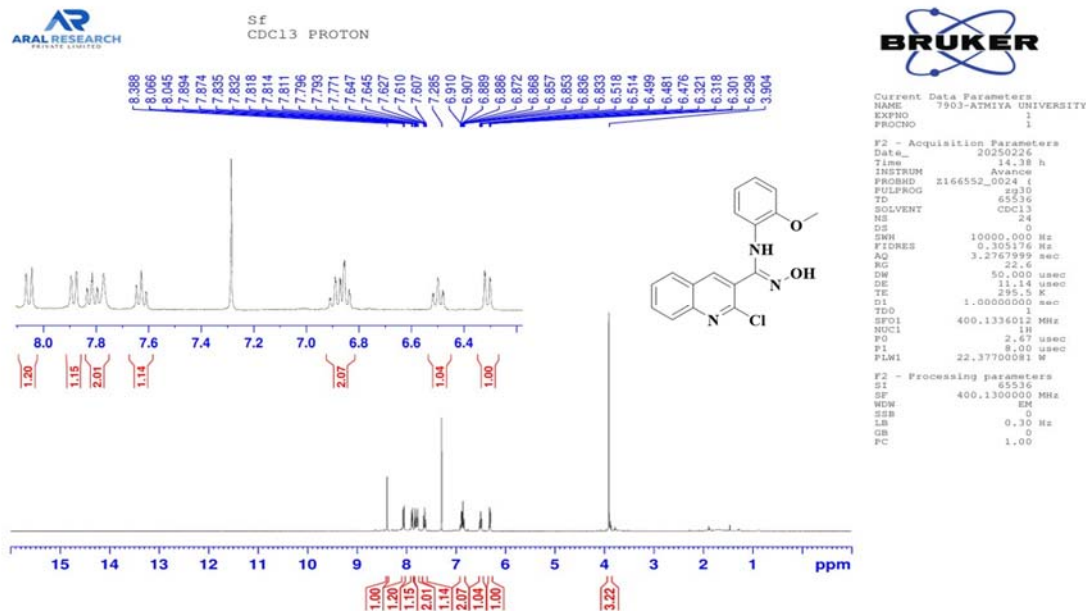 ARAL RESEARCH
PRIVATE LIMITED
Sf
CDCl3 PROTON
BRUKER
8.388
8.066
8.045
7.894
7.874
7.835
7.832
7.818
7.814
7.811
7.796
7.793
7.771
7.647
7.645
7.627
7.610
7.607
7.285
6.910
6.907
6.889
6.886
6.872
6.868
6.857
6.853
6.836
6.833
6.518
6.514
6.499
6.481
6.476
6.321
6.318
6.301
6.298
3.904
Current Data Parameters
NAME 7903-ATMIYA UNIVERSITY
EXPNO 1
PROCNO 1
F2 - Acquisition Parameters
Date_ 20250226
Time 14.38 h
INSTRUM Avance
PROBHD Z166552_0024 (
PULPROG zg30
TD 65536
SOLVENT CDCl3
NS 24
DS 0
SWH 10000.000 Hz
FIDRES 0.305176 Hz
AQ 3.2767999 sec
RG 22.6
DW 50.000 usec
DE 11.14 usec
TE 295.5 K
D1 1.00000000 sec
TD0 1
SFO1 400.1336012 MHz
NUC1 1H
P0 2.67 usec
P1 8.00 usec
PLW1 22.37700081 W
F2 - Processing parameters
SI 65536
SF 400.1300000 MHz
WDW EM
SSB 0
LB 0.30 Hz
GB 0
PC 1.00
O
NH
N OH
N Cl
8.0 7.8 7.6 7.4 7.2 7.0 6.8 6.6 6.4
1.20 1.15 2.01 1.14 2.07 1.04 1.00
15 14 13 12 11 10 9 8 7 6 5 4 3 2 1 ppm
1.00 1.20 1.15 2.01 1.14 2.07 1.04 1.00 3.22